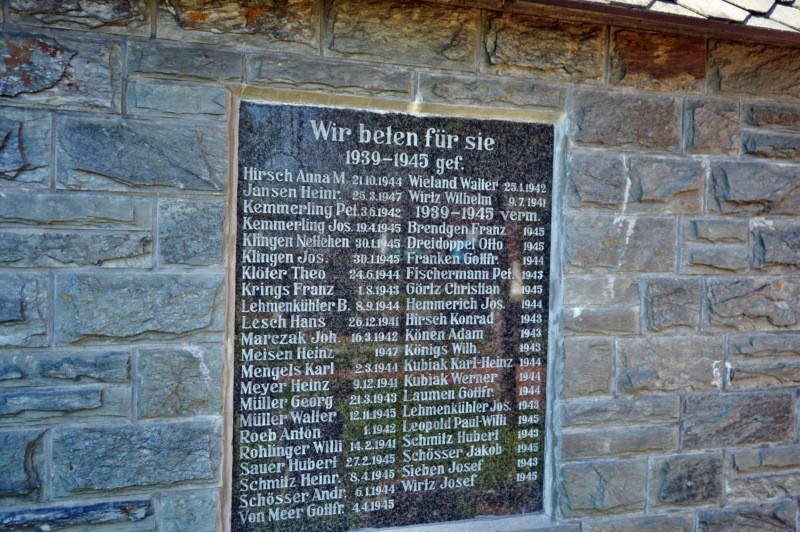 Wir beten für sie
1939-1945 gef.
Hirsch Anna M. 21.10.1944
Jansen Heinr. 25.3.1947
Kemmerling Pet. 3.6.1942
Kemmerling Jos. 19.4.1945
Klingen Nellchen 30.1.1945
Klingen Jos. 30.1.1945
Klöter Theo 24.6.1944
Krings Franz 1.8.1943
Lehmenkühler B. 8.9.1944
Lesch Hans 26.12.1941
Marczak Joh. 16.3.1942
Meisen Heinz 1947
Mengels Karl 2.3.1944
Meyer Heinz 9.12.1941
Müller Georg 21.3.1943
Müller Walter 12.11.1945
Roeb Anton 1.1942
Rohlinger Willi 14.2.1941
Sauer Hubert 27.2.1945
Schmitz Heinr. 8.4.1945
Schösser Andr. 6.1.1944
Von Meer Gottfr. 4.4.1945
Wieland Walter 25.1.1942
Wirtz Wilhelm 9.7.1941
1939-1945 verm.
Brendgen Franz 1945
Dreidoppel Otto 1945
Franken Gottfr. 1944
Fischermann Pet. 1943
Görtz Christian 1945
Hemmerich Jos. 1944
Hirsch Konrad 1943
Könen Adam 1943
Königs Wilh. 1943
Kubiak Karl-Heinz 1944
Kubiak Werner 1944
Laumen Gottfr. 1944
Lehmenkühler Jos. 1943
Leopold Paul-Willi 1945
Schmitz Hubert 1943
Schösser Jakob 1945
Sieben Josef 1943
Wirtz Josef 1945